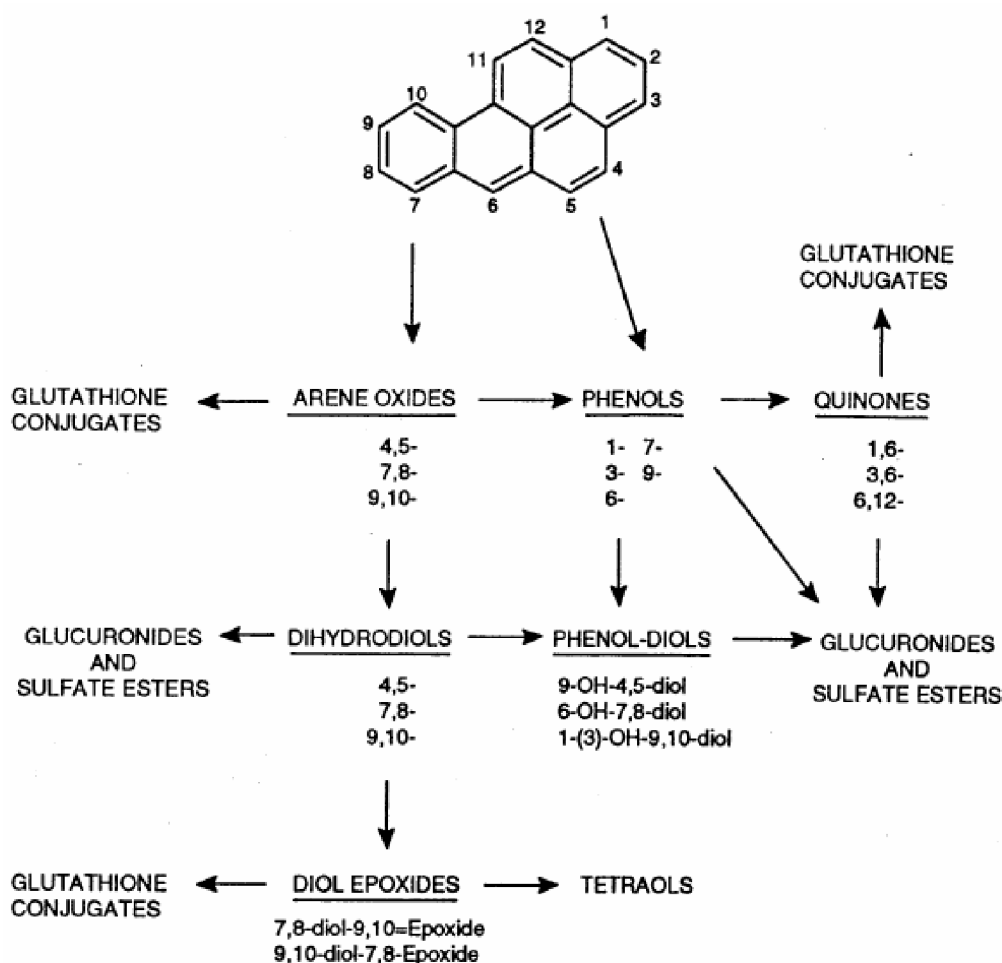 12
1
11
2
10
3
9
8
4
7
6
5
GLUTATHIONE
CONJUGATES
GLUTATHIONE
CONJUGATES
ARENE OXIDES
PHENOLS
QUINONES
4,5-
7,8-
9,10-
1- 7-
3- 9-
6-
1,6-
3,6-
6,12-
GLUCURONIDES
AND
SULFATE ESTERS
DIHYDRODIOLS
PHENOL-DIOLS
GLUCURONIDES
AND
SULFATE ESTERS
4,5-
7,8-
9,10-
9-OH-4,5-diol
6-OH-7,8-diol
1-(3)-OH-9,10-diol
GLUTATHIONE
CONJUGATES
DIOL EPOXIDES
TETRAOLS
7,8-diol-9,10=Epoxide
9,10-diol-7,8-Epoxide